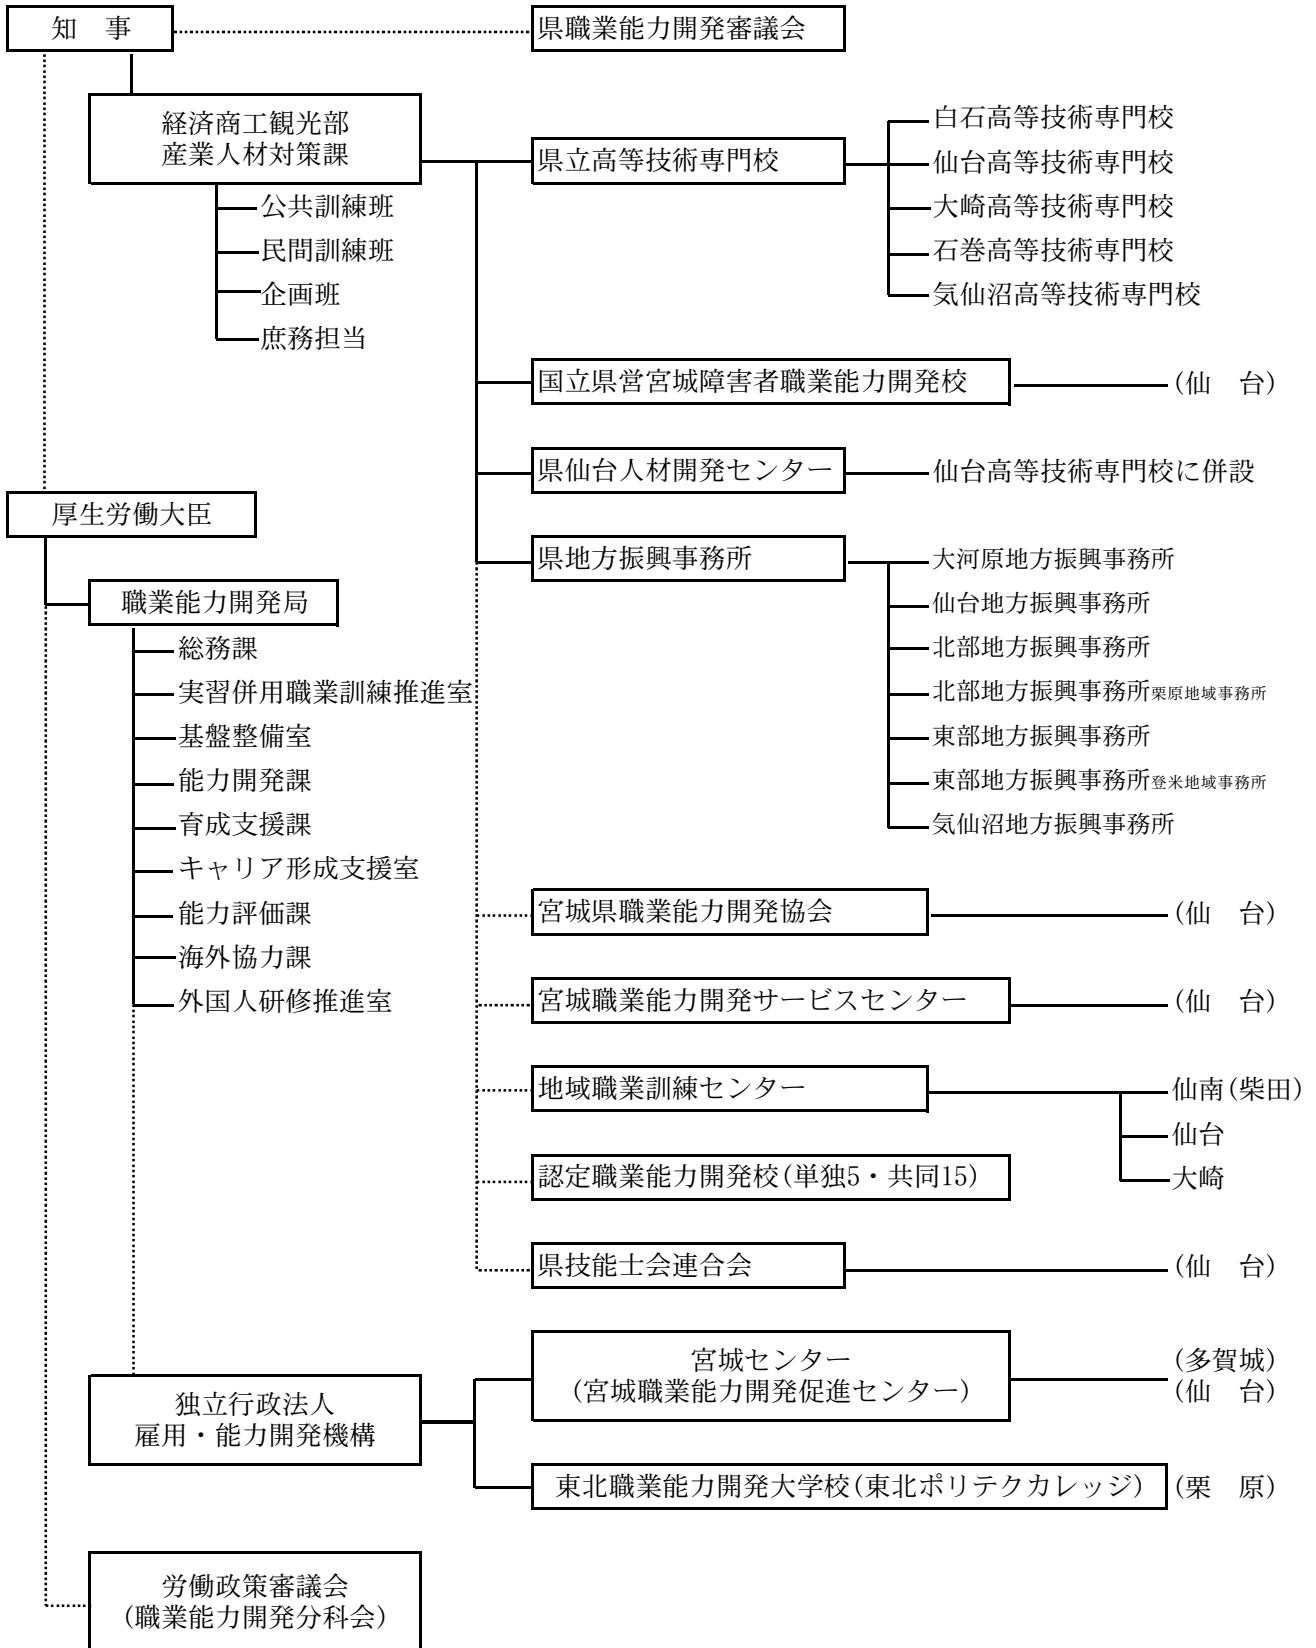 知　事
県職業能力開発審議会
経済商工観光部
産業人材対策課
公共訓練班
民間訓練班
企画班
庶務担当
県立高等技術専門校
白石高等技術専門校
仙台高等技術専門校
大崎高等技術専門校
石巻高等技術専門校
気仙沼高等技術専門校
国立県営宮城障害者職業能力開発校
(仙　台)
県仙台人材開発センター
仙台高等技術専門校に併設
県地方振興事務所
大河原地方振興事務所
仙台地方振興事務所
北部地方振興事務所
北部地方振興事務所栗原地域事務所
東部地方振興事務所
東部地方振興事務所登米地域事務所
気仙沼地方振興事務所
宮城県職業能力開発協会
(仙　台)
宮城職業能力開発サービスセンター
(仙　台)
地域職業訓練センター
仙南(柴田)
仙台
大崎
認定職業能力開発校(単独5・共同15)
県技能士会連合会
(仙　台)
厚生労働大臣
職業能力開発局
総務課
実習併用職業訓練推進室
基盤整備室
能力開発課
育成支援課
キャリア形成支援室
能力評価課
海外協力課
外国人研修推進室
独立行政法人
雇用・能力開発機構
宮城センター
(宮城職業能力開発促進センター)
(多賀城)
(仙　台)
東北職業能力開発大学校(東北ポリテクカレッジ)
(栗　原)
労働政策審議会
(職業能力開発分科会)